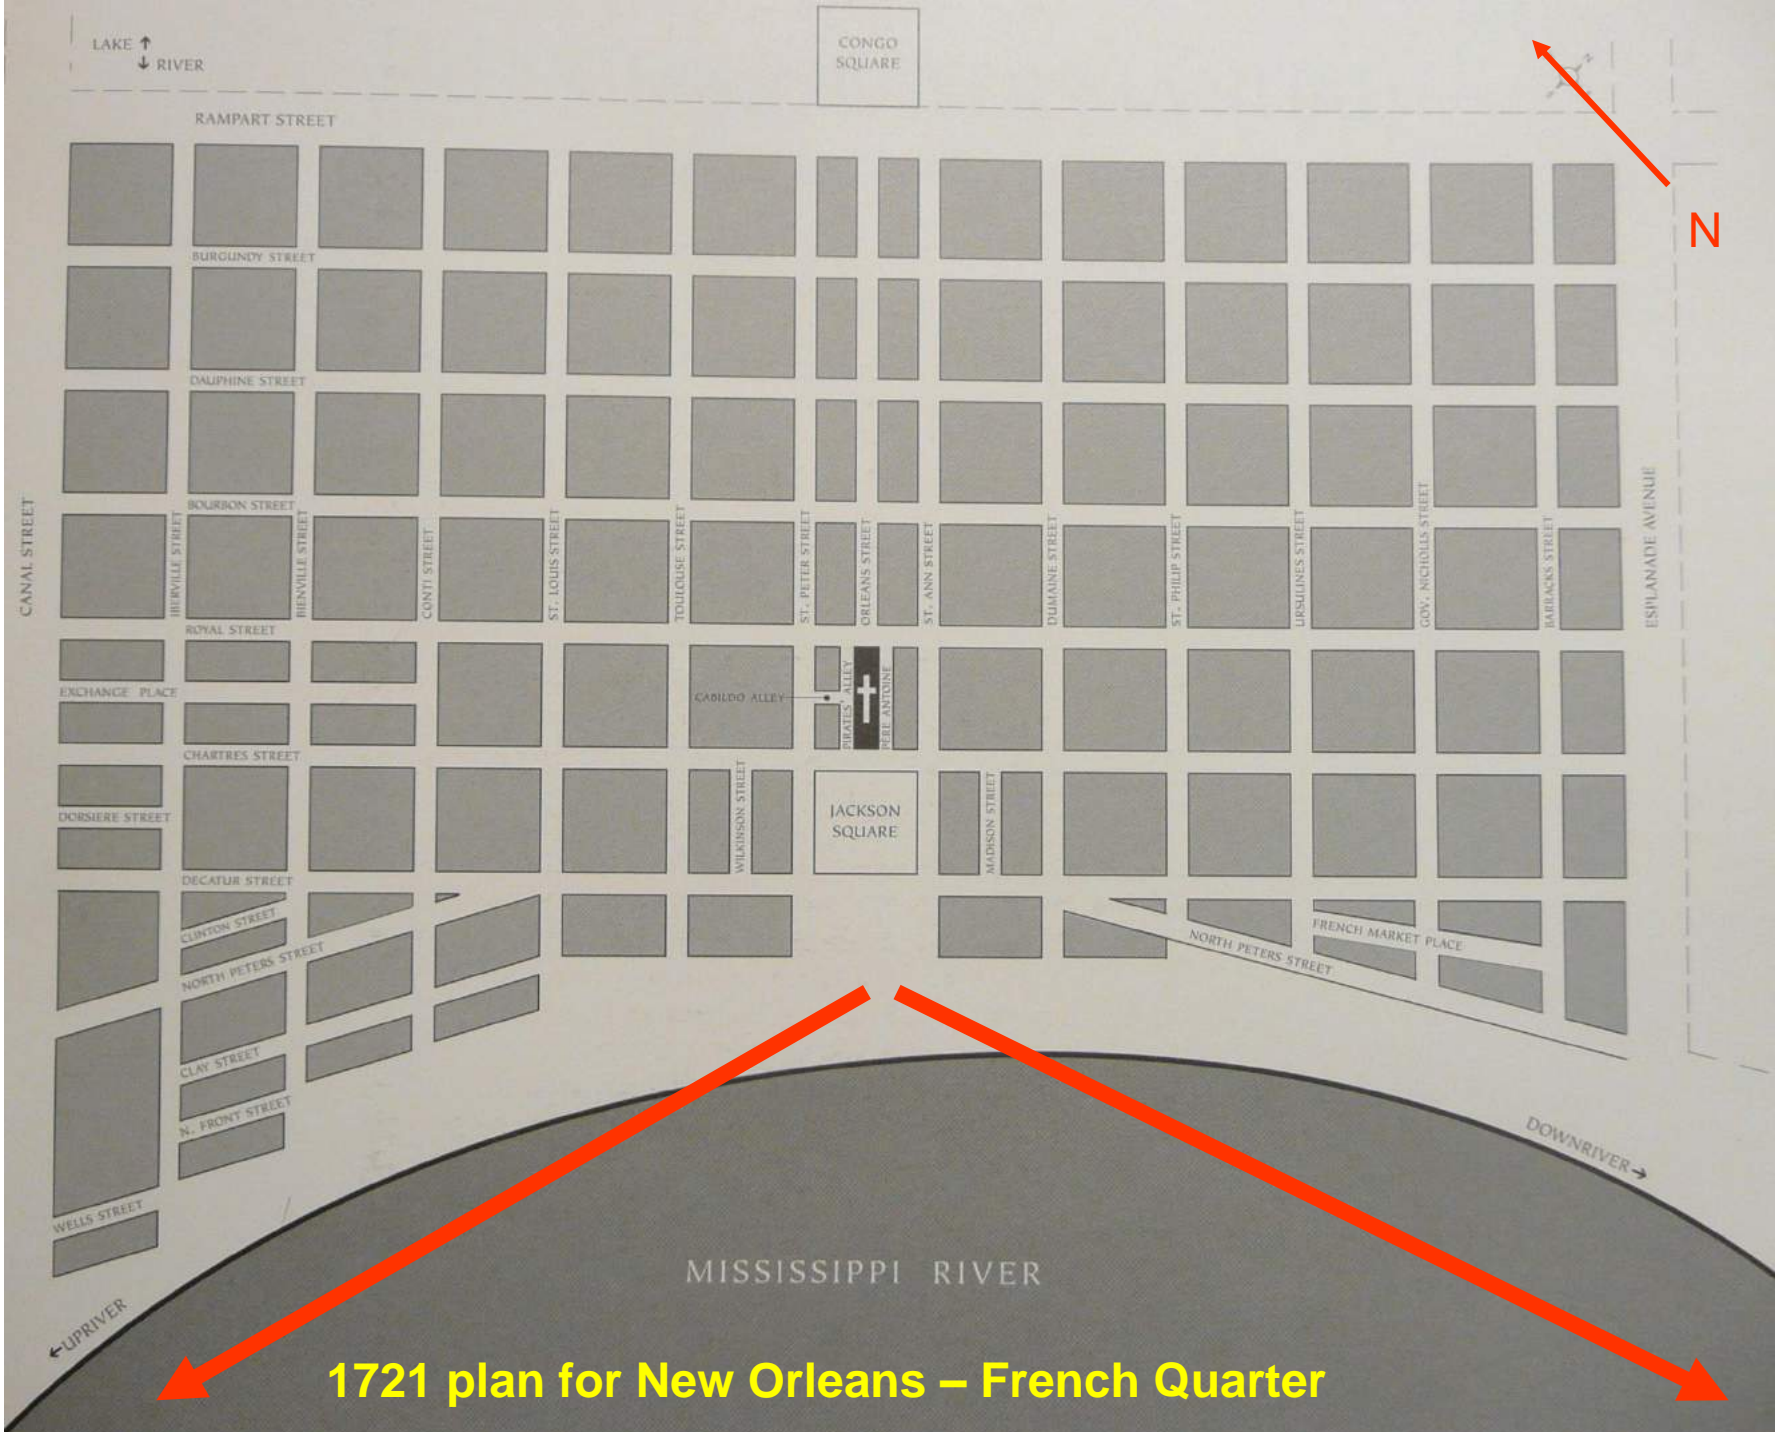 LAKE ↑
↓ RIVER
CONGO
SQUARE
N
RAMPART STREET
N
BURGUNDY STREET
DAUPHINE STREET
BOURBON STREET
CANAL STREET
IBERVILLE STREET
BIENVILLE STREET
CONTI STREET
ST. LOUIS STREET
TOULOUSE STREET
ST. PETER STREET
ORLEANS STREET
ST. ANN STREET
DUMAINE STREET
ST. PHILIP STREET
URSULINES STREET
GOV. NICHOLLS STREET
BARRACKS STREET
ESPLANADE AVENUE
ROYAL STREET
EXCHANGE PLACE
CABILDO ALLEY
PIRATES' ALLEY
PERE ANTOINE
CHARTRES STREET
DORSIERE STREET
WILKINSON STREET
JACKSON
SQUARE
MADISON STREET
DECATUR STREET
CLINTON STREET
NORTH PETERS STREET
NORTH PETERS STREET
FRENCH MARKET PLACE
CLAY STREET
N. FRONT STREET
WELLS STREET
DOWNRIVER→
MISSISSIPPI RIVER
←UPRIVER
1721 plan for New Orleans – French Quarter